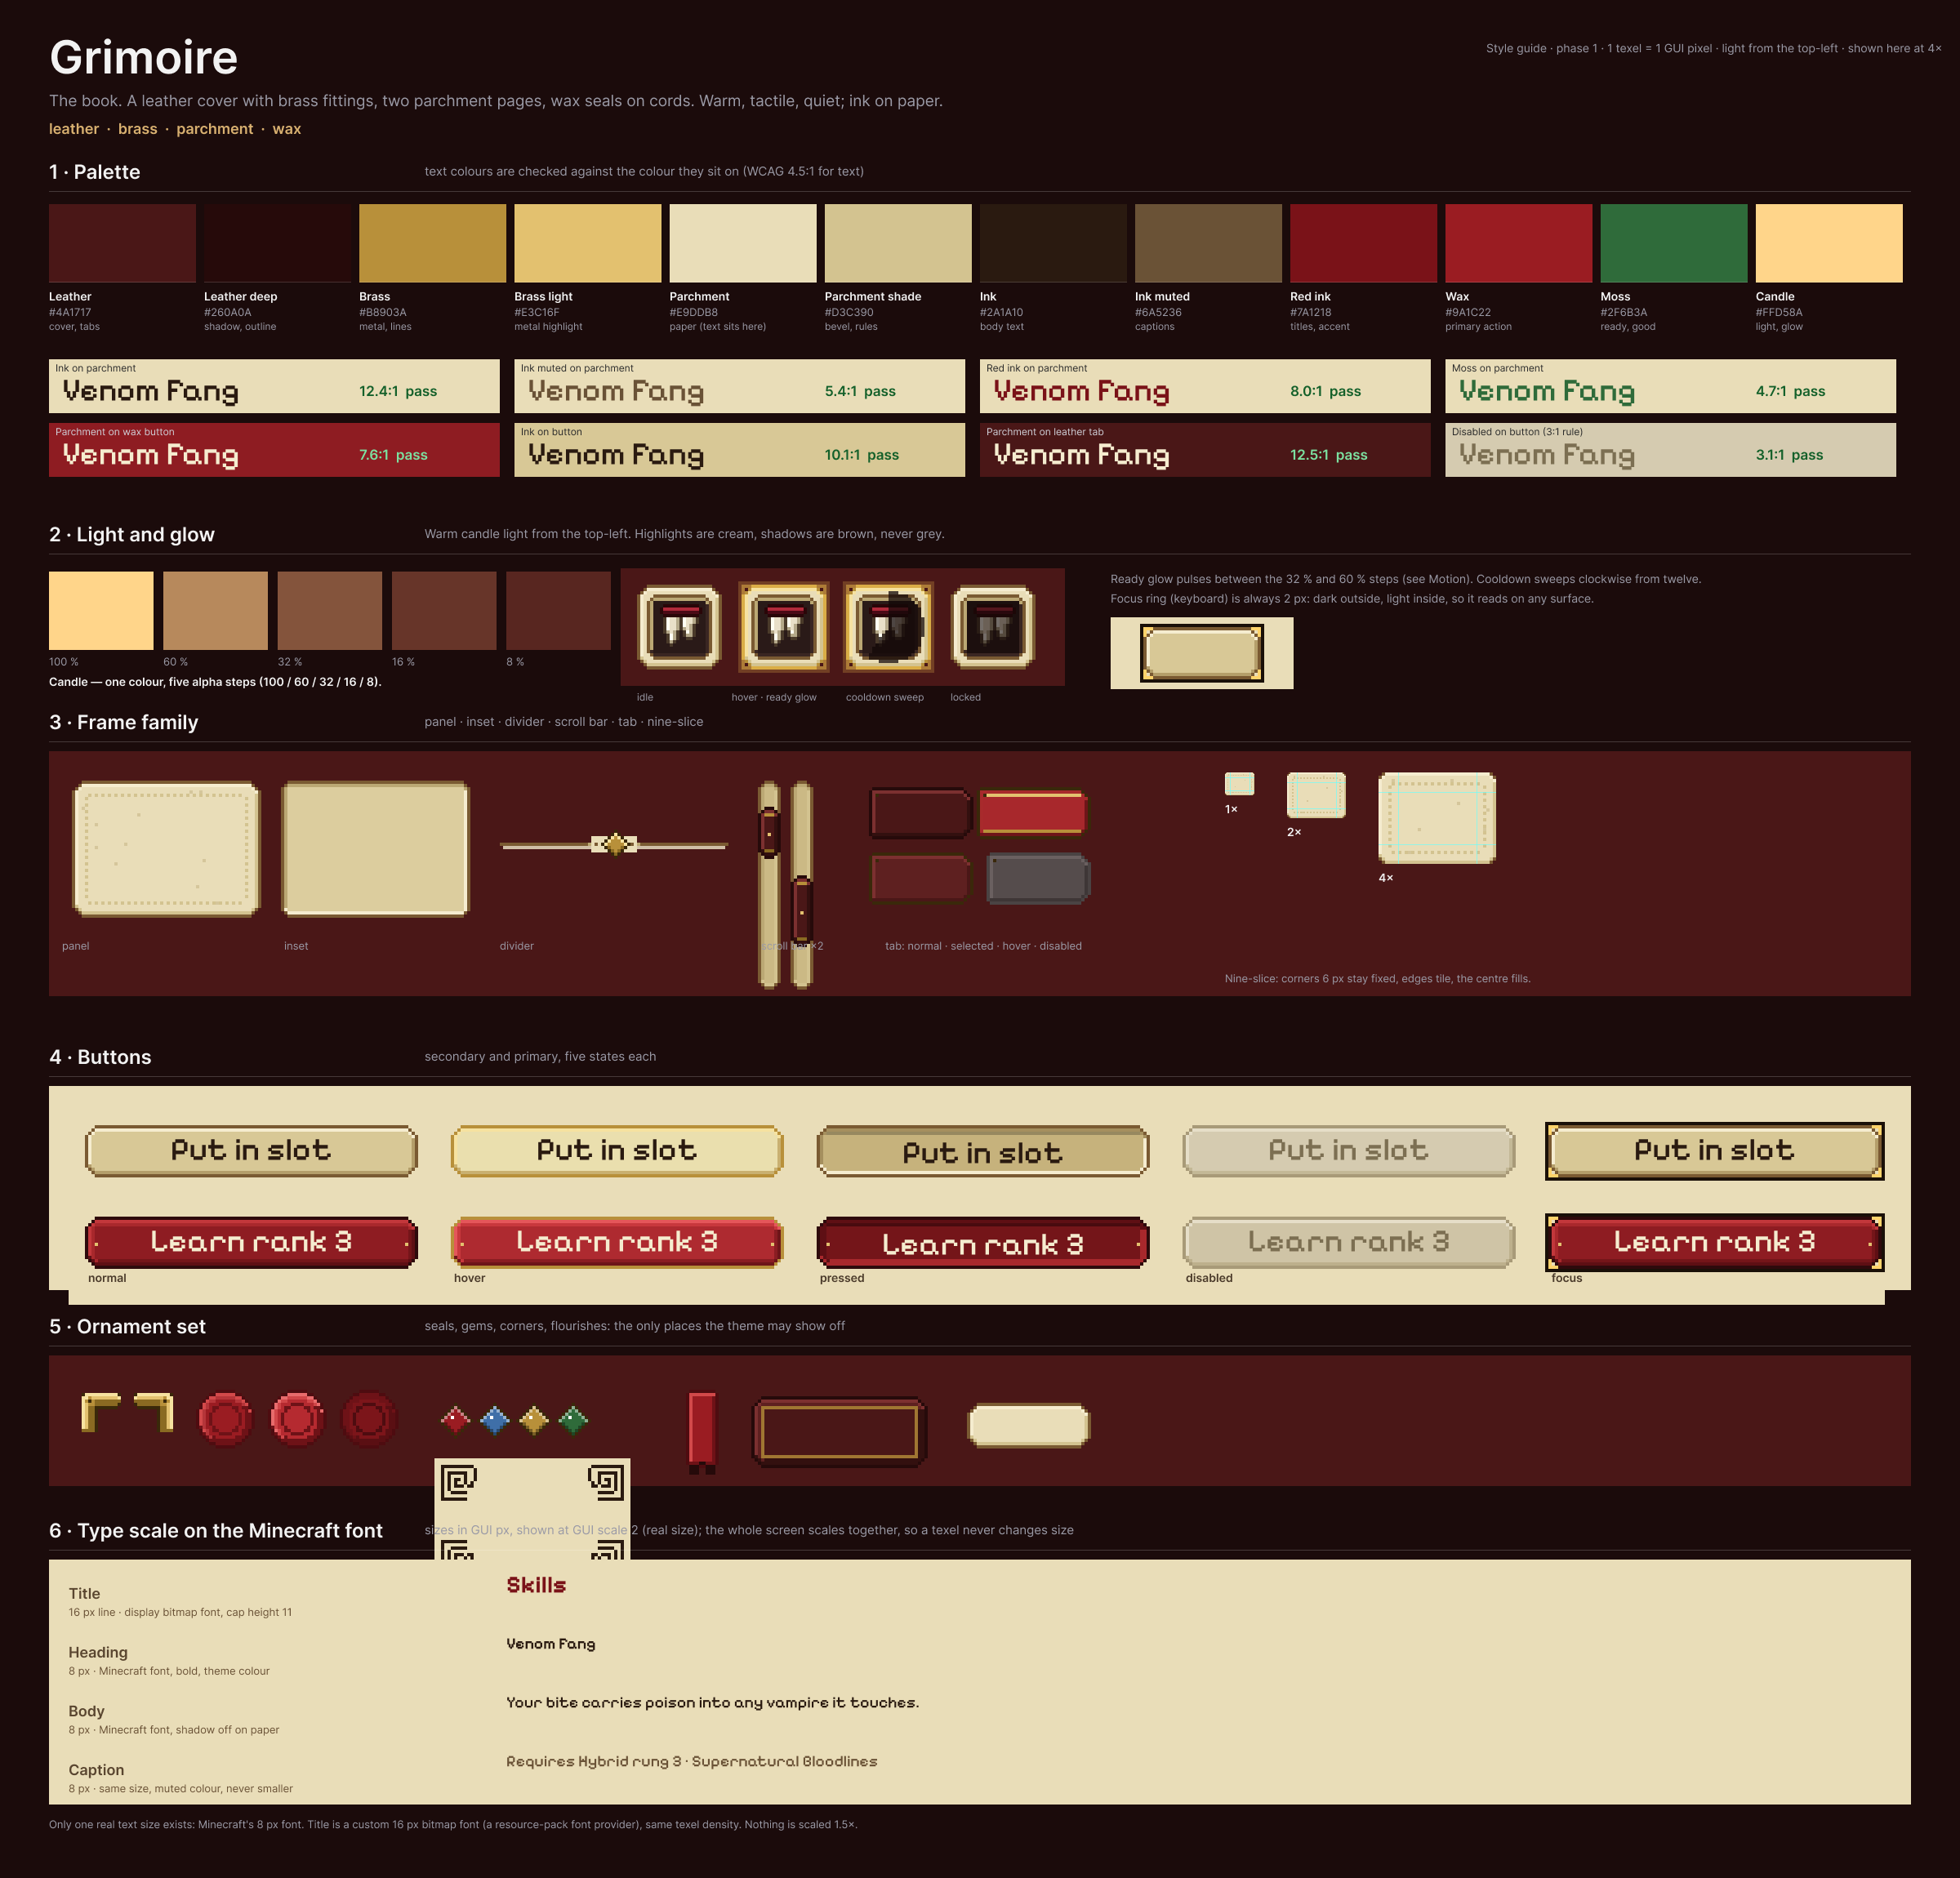 Grimoire
Style guide · phase 1 · 1 texel = 1 GUI pixel · light from the top-left · shown here at 4×
The book. A leather cover with brass fittings, two parchment pages, wax seals on cords. Warm, tactile, quiet; ink on paper.
leather · brass · parchment · wax
1 · Palette
text colours are checked against the colour they sit on (WCAG 4.5:1 for text)
Leather
#4A1717
cover, tabs
Leather deep
#260A0A
shadow, outline
Brass
#B8903A
metal, lines
Brass light
#E3C16F
metal highlight
Parchment
#E9DDB8
paper (text sits here)
Parchment shade
#D3C390
bevel, rules
Ink
#2A1A10
body text
Ink muted
#6A5236
captions
Red ink
#7A1218
titles, accent
Wax
#9A1C22
primary action
Moss
#2F6B3A
ready, good
Candle
#FFD58A
light, glow
Ink on parchment
Venom Fang
12.4:1 pass
Ink muted on parchment
Venom Fang
5.4:1 pass
Red ink on parchment
Venom Fang
8.0:1 pass
Moss on parchment
Venom Fang
4.7:1 pass
Parchment on wax button
Venom Fang
7.6:1 pass
Ink on button
Venom Fang
10.1:1 pass
Parchment on leather tab
Venom Fang
12.5:1 pass
Disabled on button (3:1 rule)
Venom Fang
3.1:1 pass
2 · Light and glow
Warm candle light from the top-left. Highlights are cream, shadows are brown, never grey.
100 %
60 %
32 %
16 %
8 %
Candle — one colour, five alpha steps (100 / 60 / 32 / 16 / 8).
idle
hover · ready glow
cooldown sweep
locked
Ready glow pulses between the 32 % and 60 % steps (see Motion). Cooldown sweeps clockwise from twelve.
Focus ring (keyboard) is always 2 px: dark outside, light inside, so it reads on any surface.
3 · Frame family
panel · inset · divider · scroll bar · tab · nine-slice
panel
inset
divider
tab: normal · selected · hover · disabled
1×
2×
4×
Nine-slice: corners 6 px stay fixed, edges tile, the centre fills.
4 · Buttons
secondary and primary, five states each
Put in slot
Put in slot
Put in slot
Put in slot
Put in slot
Learn rank 3
Learn rank 3
Learn rank 3
Learn rank 3
Learn rank 3
normal
hover
pressed
disabled
focus
5 · Ornament set
seals, gems, corners, flourishes: the only places the theme may show off
6 · Type scale on the Minecraft font
sizes in GUI px, shown at GUI scale 2 (real size); the whole screen scales together, so a texel never changes size
Title
16 px line · display bitmap font, cap height 11
Skills
Heading
8 px · Minecraft font, bold, theme colour
Venom Fang
Body
8 px · Minecraft font, shadow off on paper
Your bite carries poison into any vampire it touches.
Caption
8 px · same size, muted colour, never smaller
Requires Hybrid rung 3 · Supernatural Bloodlines
Only one real text size exists: Minecraft's 8 px font. Title is a custom 16 px bitmap font (a resource-pack font provider), same texel density. Nothing is scaled 1.5×.